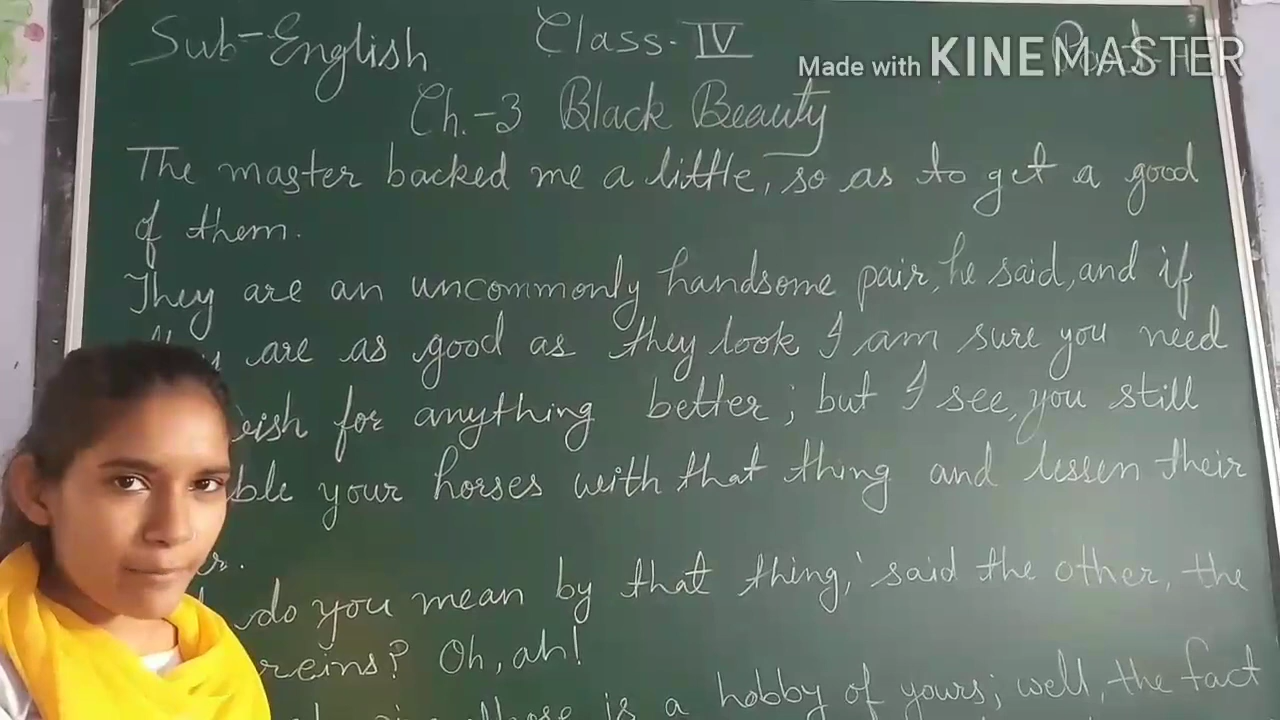 Sub-English Class-IV
Made with KINEMASTER
Ch.-3 Black Beauty
The master backed me a little, so as to get a good
of them.
They are an uncommonly handsome pair, he said, and if
are as good as they look I am sure you need
for anything better; but I see, you still
your horses with that thing and lessen their
do you mean by that thing,' said the other, the
reins? Oh, ah!
is a hobby of yours; well, the fact